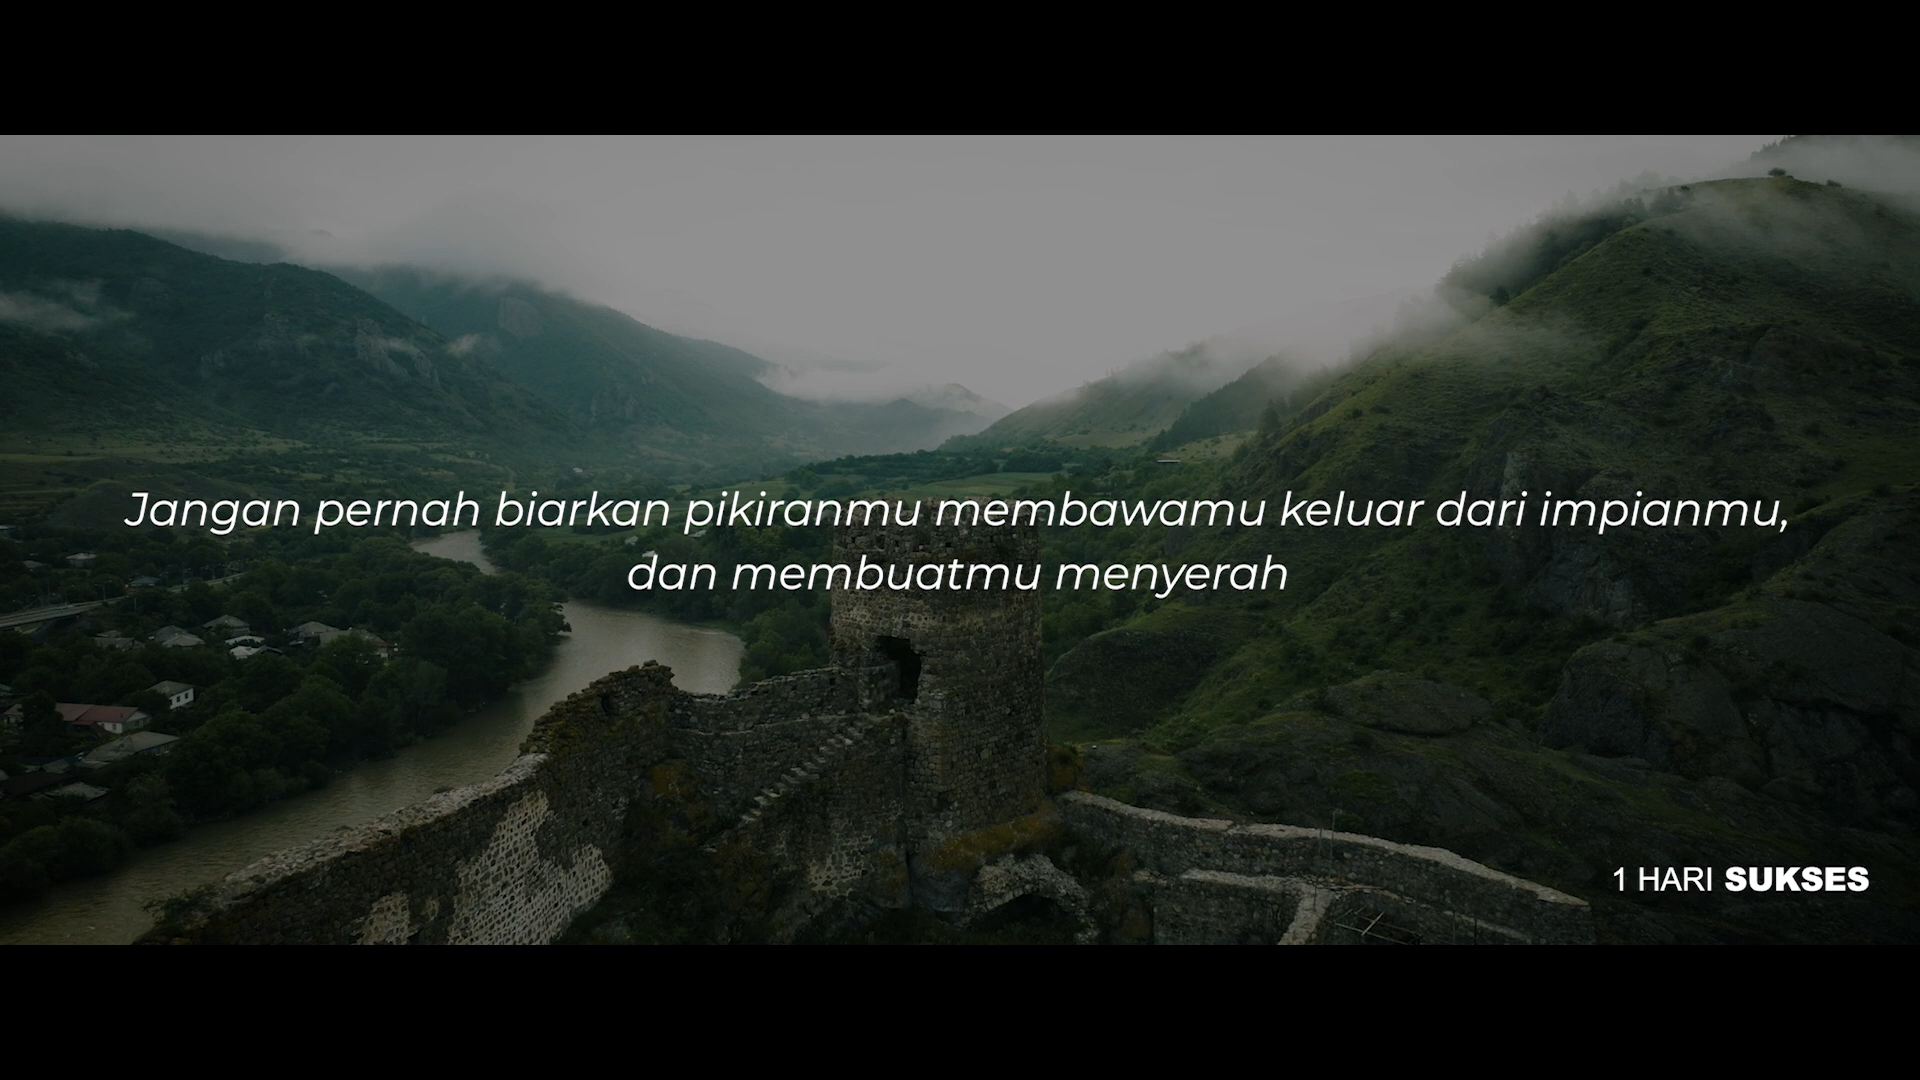 Jangan pernah biarkan pikiranmu membawamu keluar dari impianmu,
dan membuatmu menyerah
1 HARI SUKSES